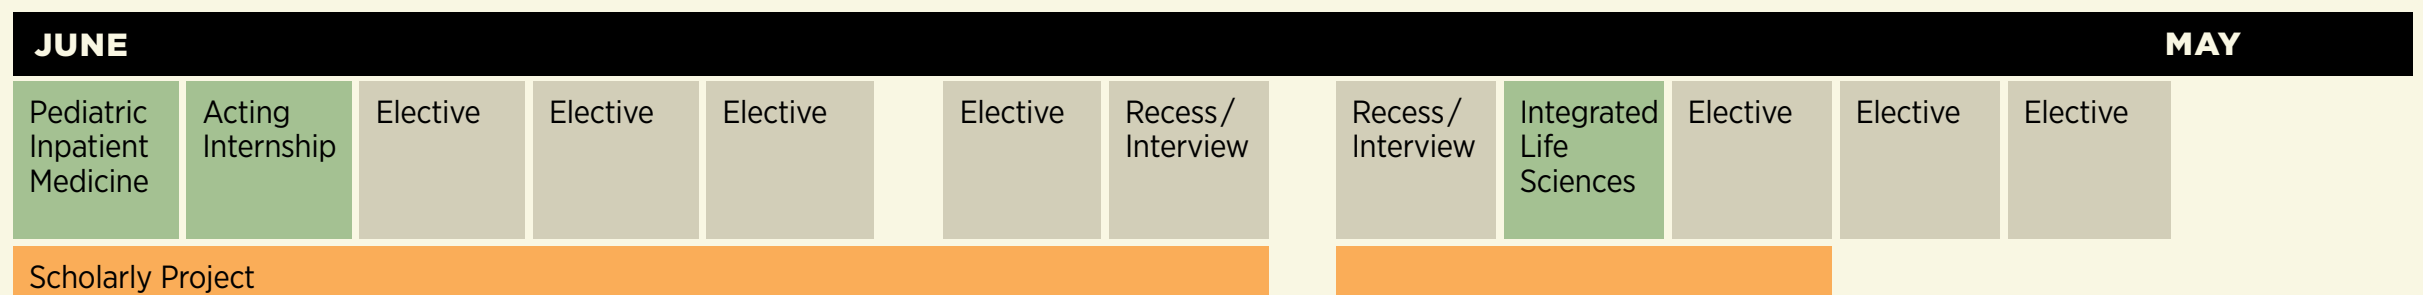 JUNE
MAY
Pediatric
Inpatient
Medicine
Acting
Internship
Elective
Elective
Elective
Elective
Recess/
Interview
Recess/
Interview
Integrated
Life
Sciences
Elective
Elective
Elective
Scholarly Project